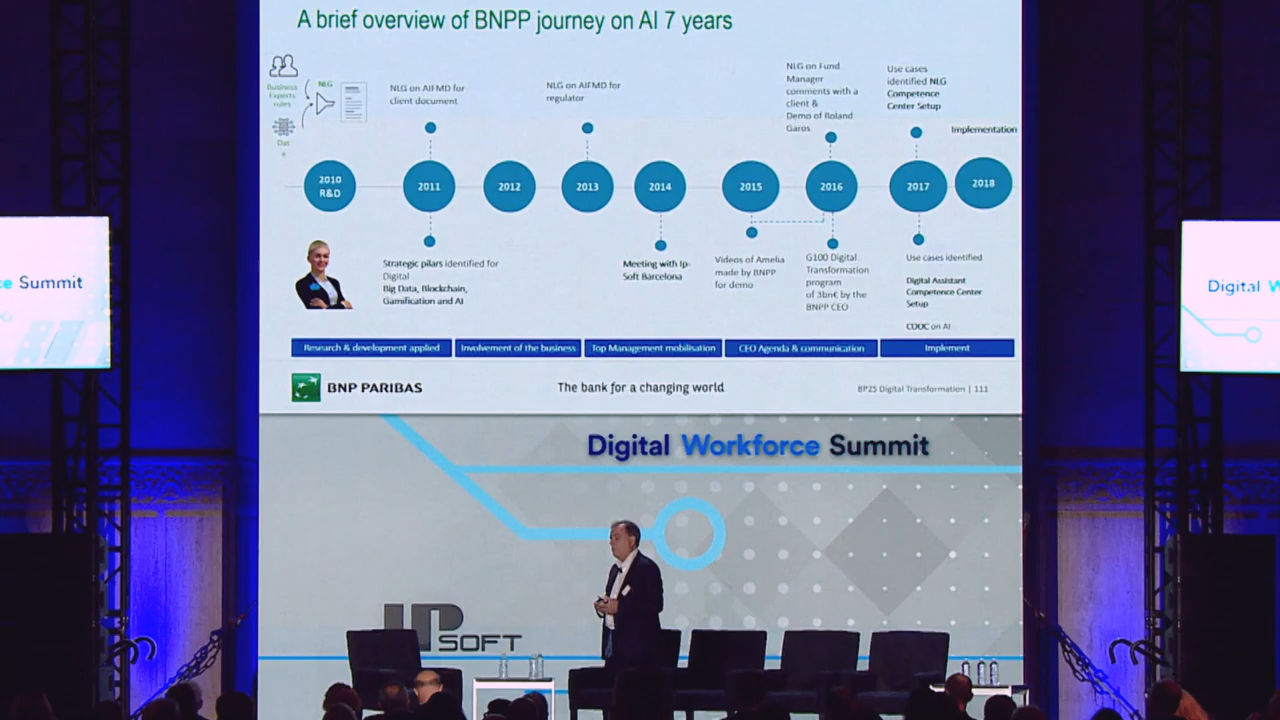 A brief overview of BNPP journey on AI 7 years
Business
Experts
rules
NLG
Dat
a
NLG on AIFMD for
client document
NLG on AIFMD for
regulator
NLG on Fund
Manager
comments with a
client &
Demo of Roland
Garos
Use cases
identified NLG
Competence
Center Setup
Implementation
2010
R&D
2011
2012
2013
2014
2015
2016
2017
2018
Strategic pilars identified for
Digital
Big Data, Blockchain,
Gamification and AI
Meeting with Ip-
Soft Barcelona
Videos of Amelia
made by BNPP
for demo
G100 Digital
Transformation
program
of 3bn€ by the
BNPP CEO
Use cases identified
Digital Assistant
Competence Center
Setup
COOC on AI
Research & development applied
Involvement of the business
Top Management mobilisation
CEO Agenda & communication
Implement
BNP PARIBAS
The bank for a changing world
BP2S Digital Transformation | 111
Digital Workforce Summit
IPSOFT
ce Summit
Digital W